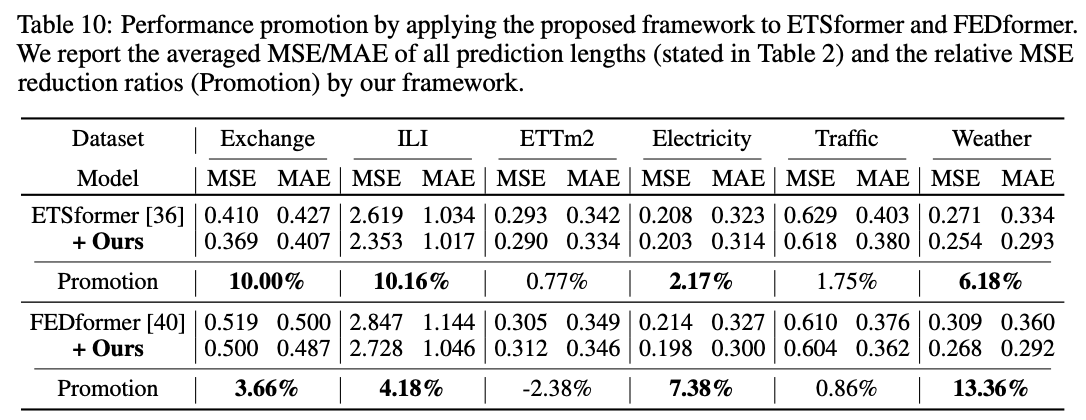 Table 10: Performance promotion by applying the proposed framework to ETSformer and FEDformer.
We report the averaged MSE/MAE of all prediction lengths (stated in Table 2) and the relative MSE
reduction ratios (Promotion) by our framework.
Dataset Exchange ILI ETTm2 Electricity Traffic Weather
Model MSE MAE MSE MAE MSE MAE MSE MAE MSE MAE MSE MAE
ETSformer [36] 0.410 0.427 2.619 1.034 0.293 0.342 0.208 0.323 0.629 0.403 0.271 0.334
+ Ours 0.369 0.407 2.353 1.017 0.290 0.334 0.203 0.314 0.618 0.380 0.254 0.293
Promotion 10.00% 10.16% 0.77% 2.17% 1.75% 6.18%
FEDformer [40] 0.519 0.500 2.847 1.144 0.305 0.349 0.214 0.327 0.610 0.376 0.309 0.360
+ Ours 0.500 0.487 2.728 1.046 0.312 0.346 0.198 0.300 0.604 0.362 0.268 0.292
Promotion 3.66% 4.18% -2.38% 7.38% 0.86% 13.36%